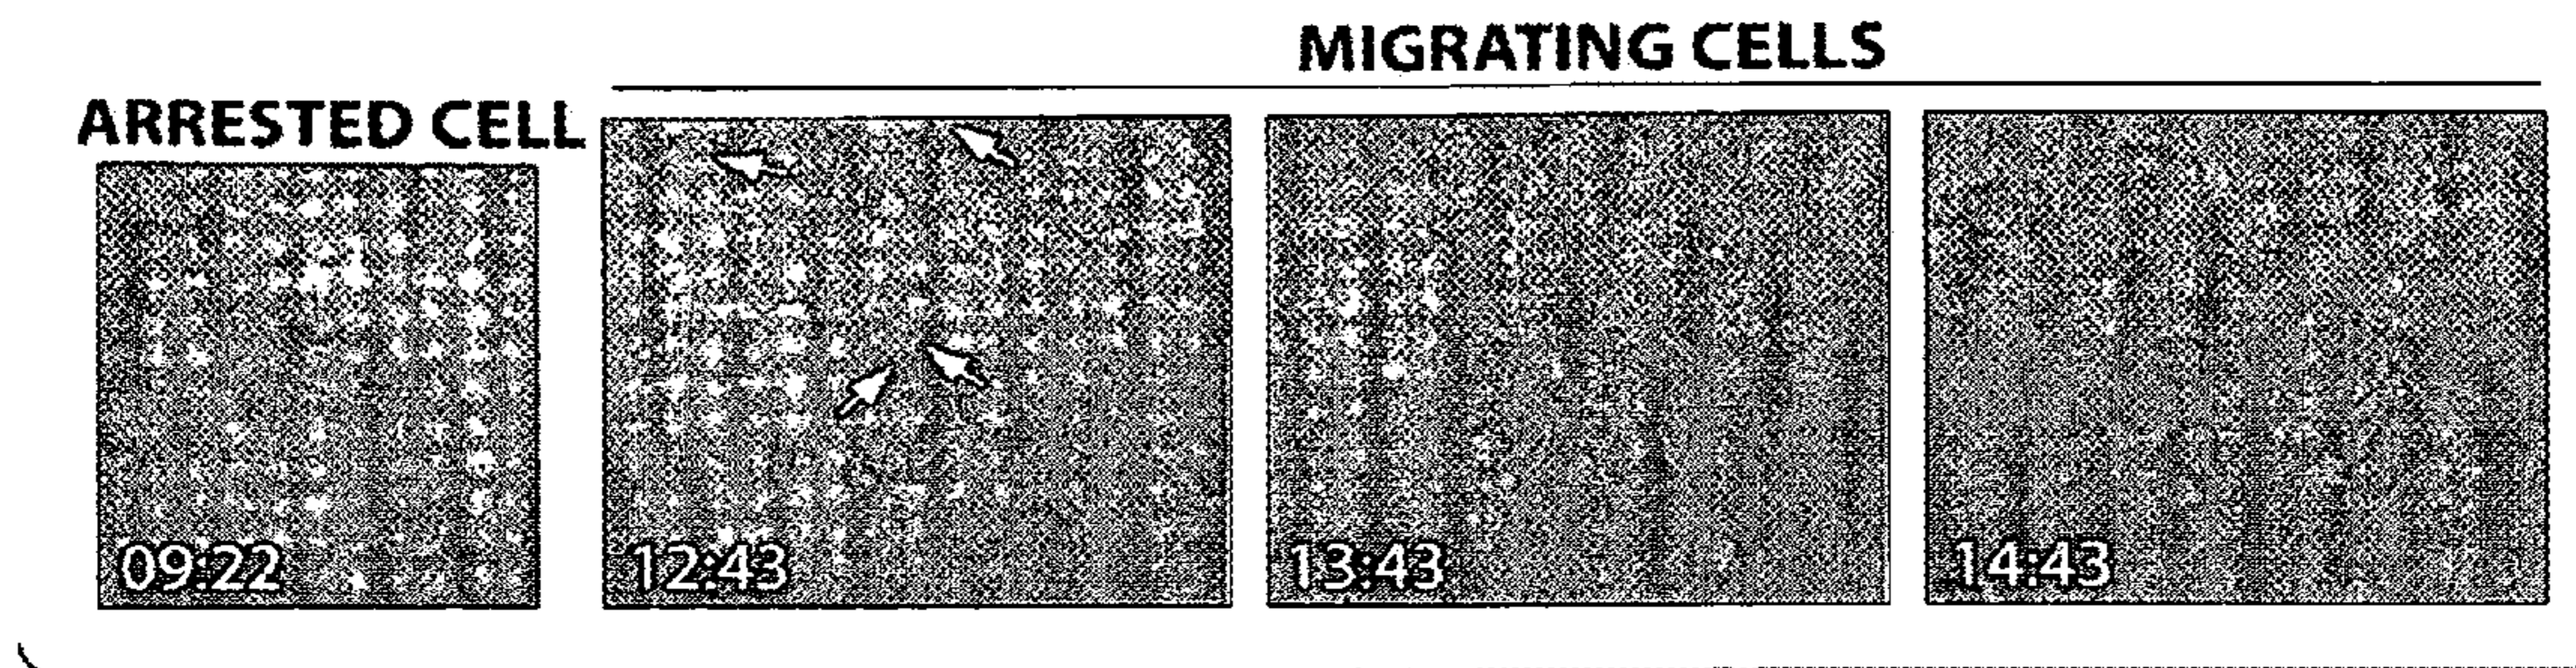 MIGRATING CELLS
ARRESTED CELL
09:22
12:43
13:43
14:43